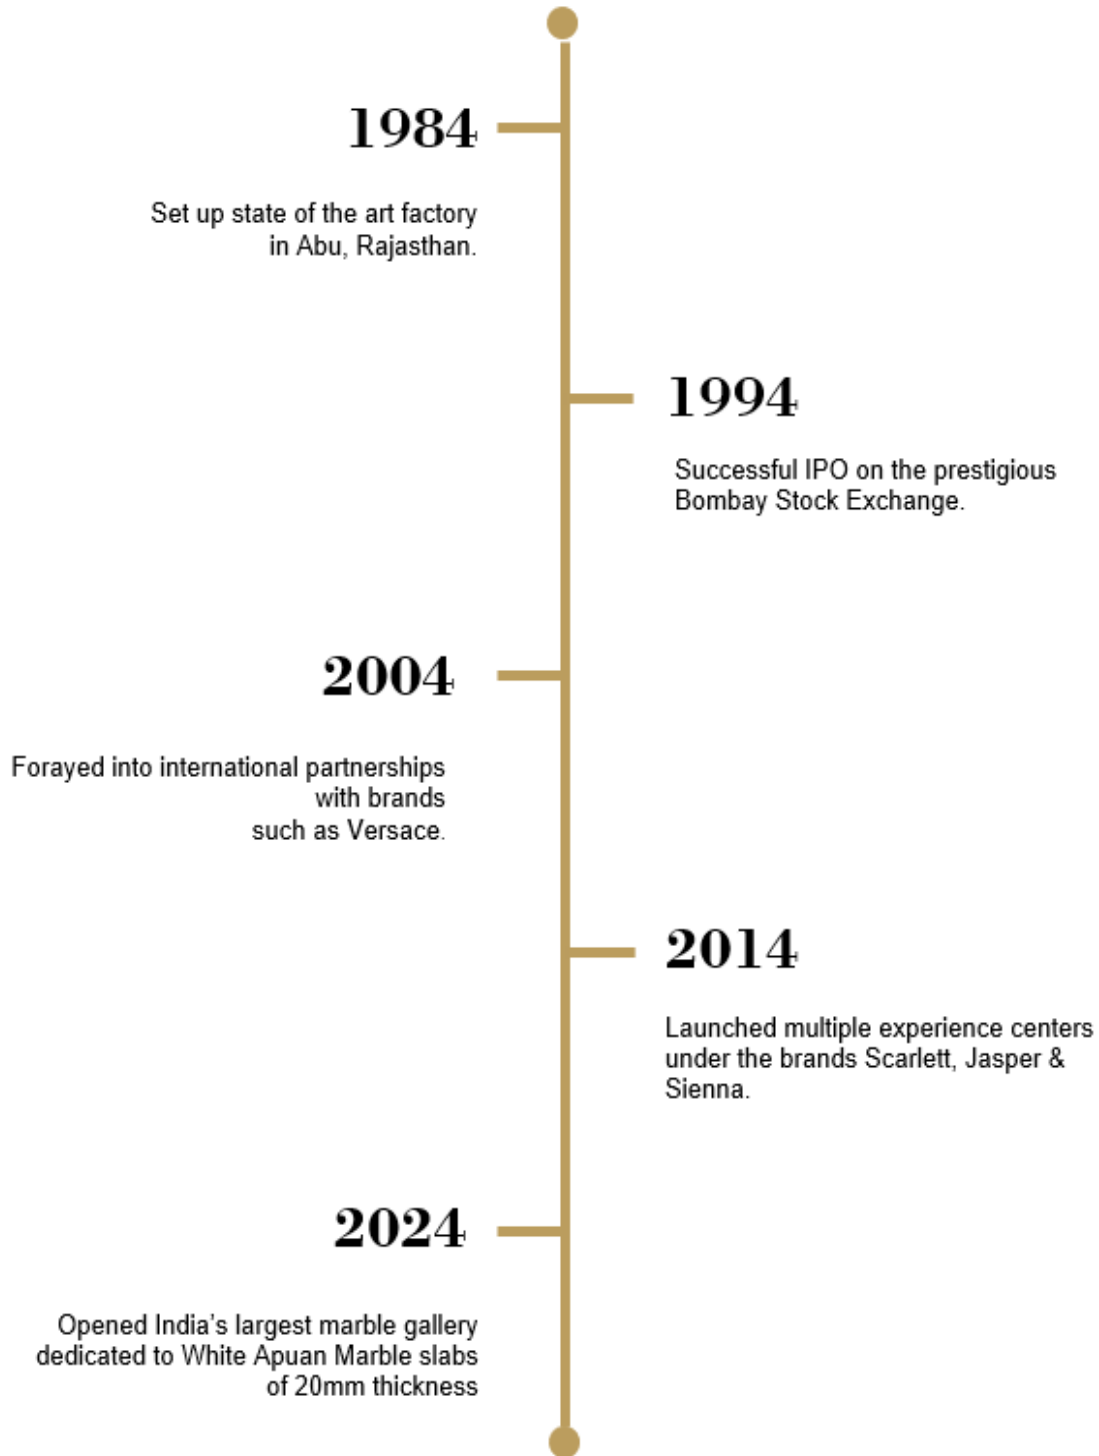 1984
Set up state of the art factory
in Abu, Rajasthan.
1994
Successful IPO on the prestigious
Bombay Stock Exchange.
2004
Forayed into international partnerships
with brands
such as Versace.
2014
Launched multiple experience centers
under the brands Scarlett, Jasper &
Sienna.
2024
Opened India’s largest marble gallery
dedicated to White Apuan Marble slabs
of 20mm thickness